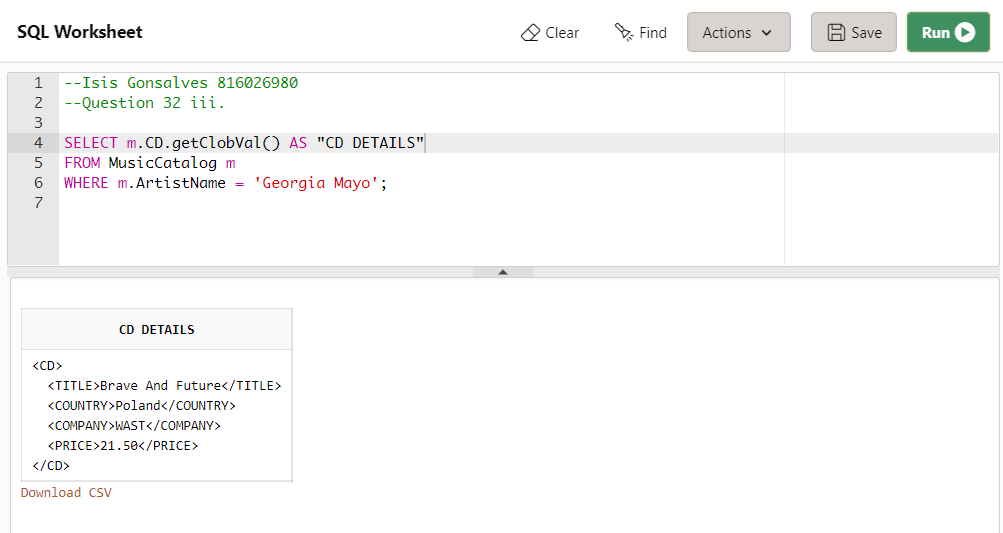 SQL Worksheet
Clear
Find
Actions
Save
Run
1 --Isis Gonsalves 816026980
2 --Question 32 iii.
3
4 SELECT m.CD.getClobVal() AS "CD DETAILS"
5 FROM MusicCatalog m
6 WHERE m.ArtistName = 'Georgia Mayo';
7
CD DETAILS
<CD>
  <TITLE>Brave And Future</TITLE>
  <COUNTRY>Poland</COUNTRY>
  <COMPANY>WAST</COMPANY>
  <PRICE>21.50</PRICE>
</CD>
Download CSV